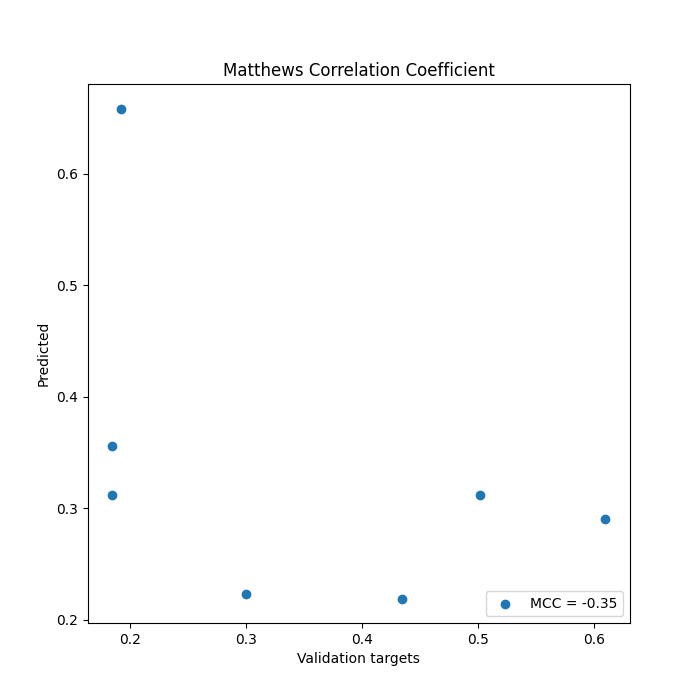 Matthews Correlation Coefficient
0.6
0.5
0.4
0.3
0.2
Predicted
MCC = -0.35
0.2 0.3 0.4 0.5 0.6
Validation targets